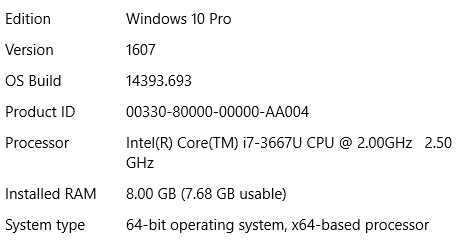 Edition Windows 10 Pro
Version 1607
OS Build 14393.693
Product ID 00330-80000-00000-AA004
Processor Intel(R) Core(TM) i7-3667U CPU @ 2.00GHz 2.50
GHz
Installed RAM 8.00 GB (7.68 GB usable)
System type 64-bit operating system, x64-based processor